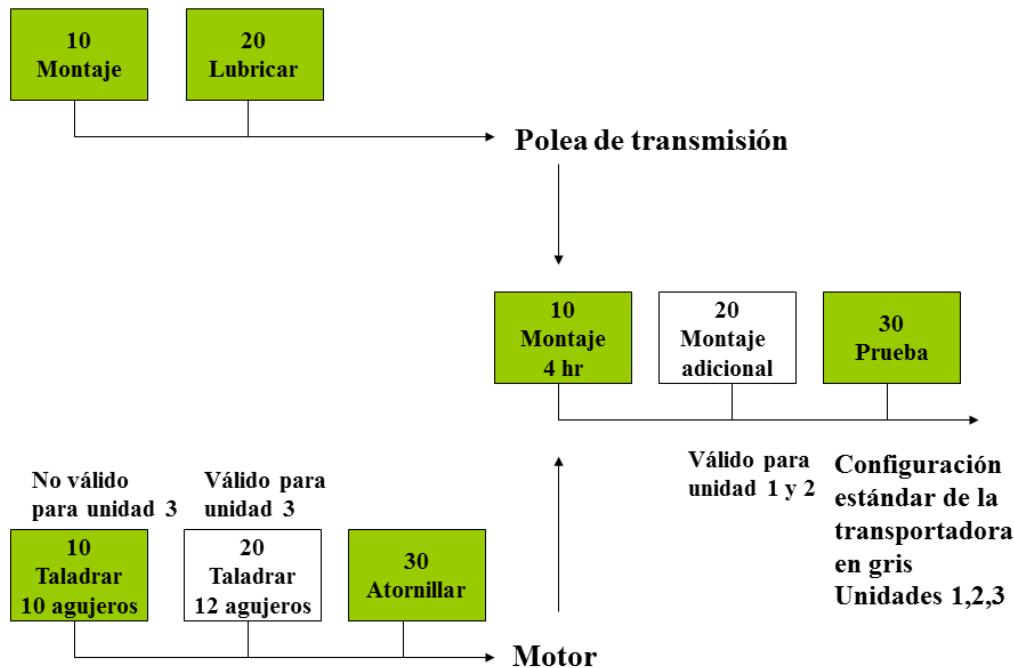 10
Montaje
20
Lubricar
Polea de transmisión
10
Montaje
4 hr
20
Montaje
adicional
30
Prueba
No válido
para unidad 3
Válido para
unidad 3
Válido para
unidad 1 y 2
Configuración
estándar de la
transportadora
en gris
Unidades 1,2,3
10
Taladrar
10 agujeros
20
Taladrar
12 agujeros
30
Atornillar
Motor